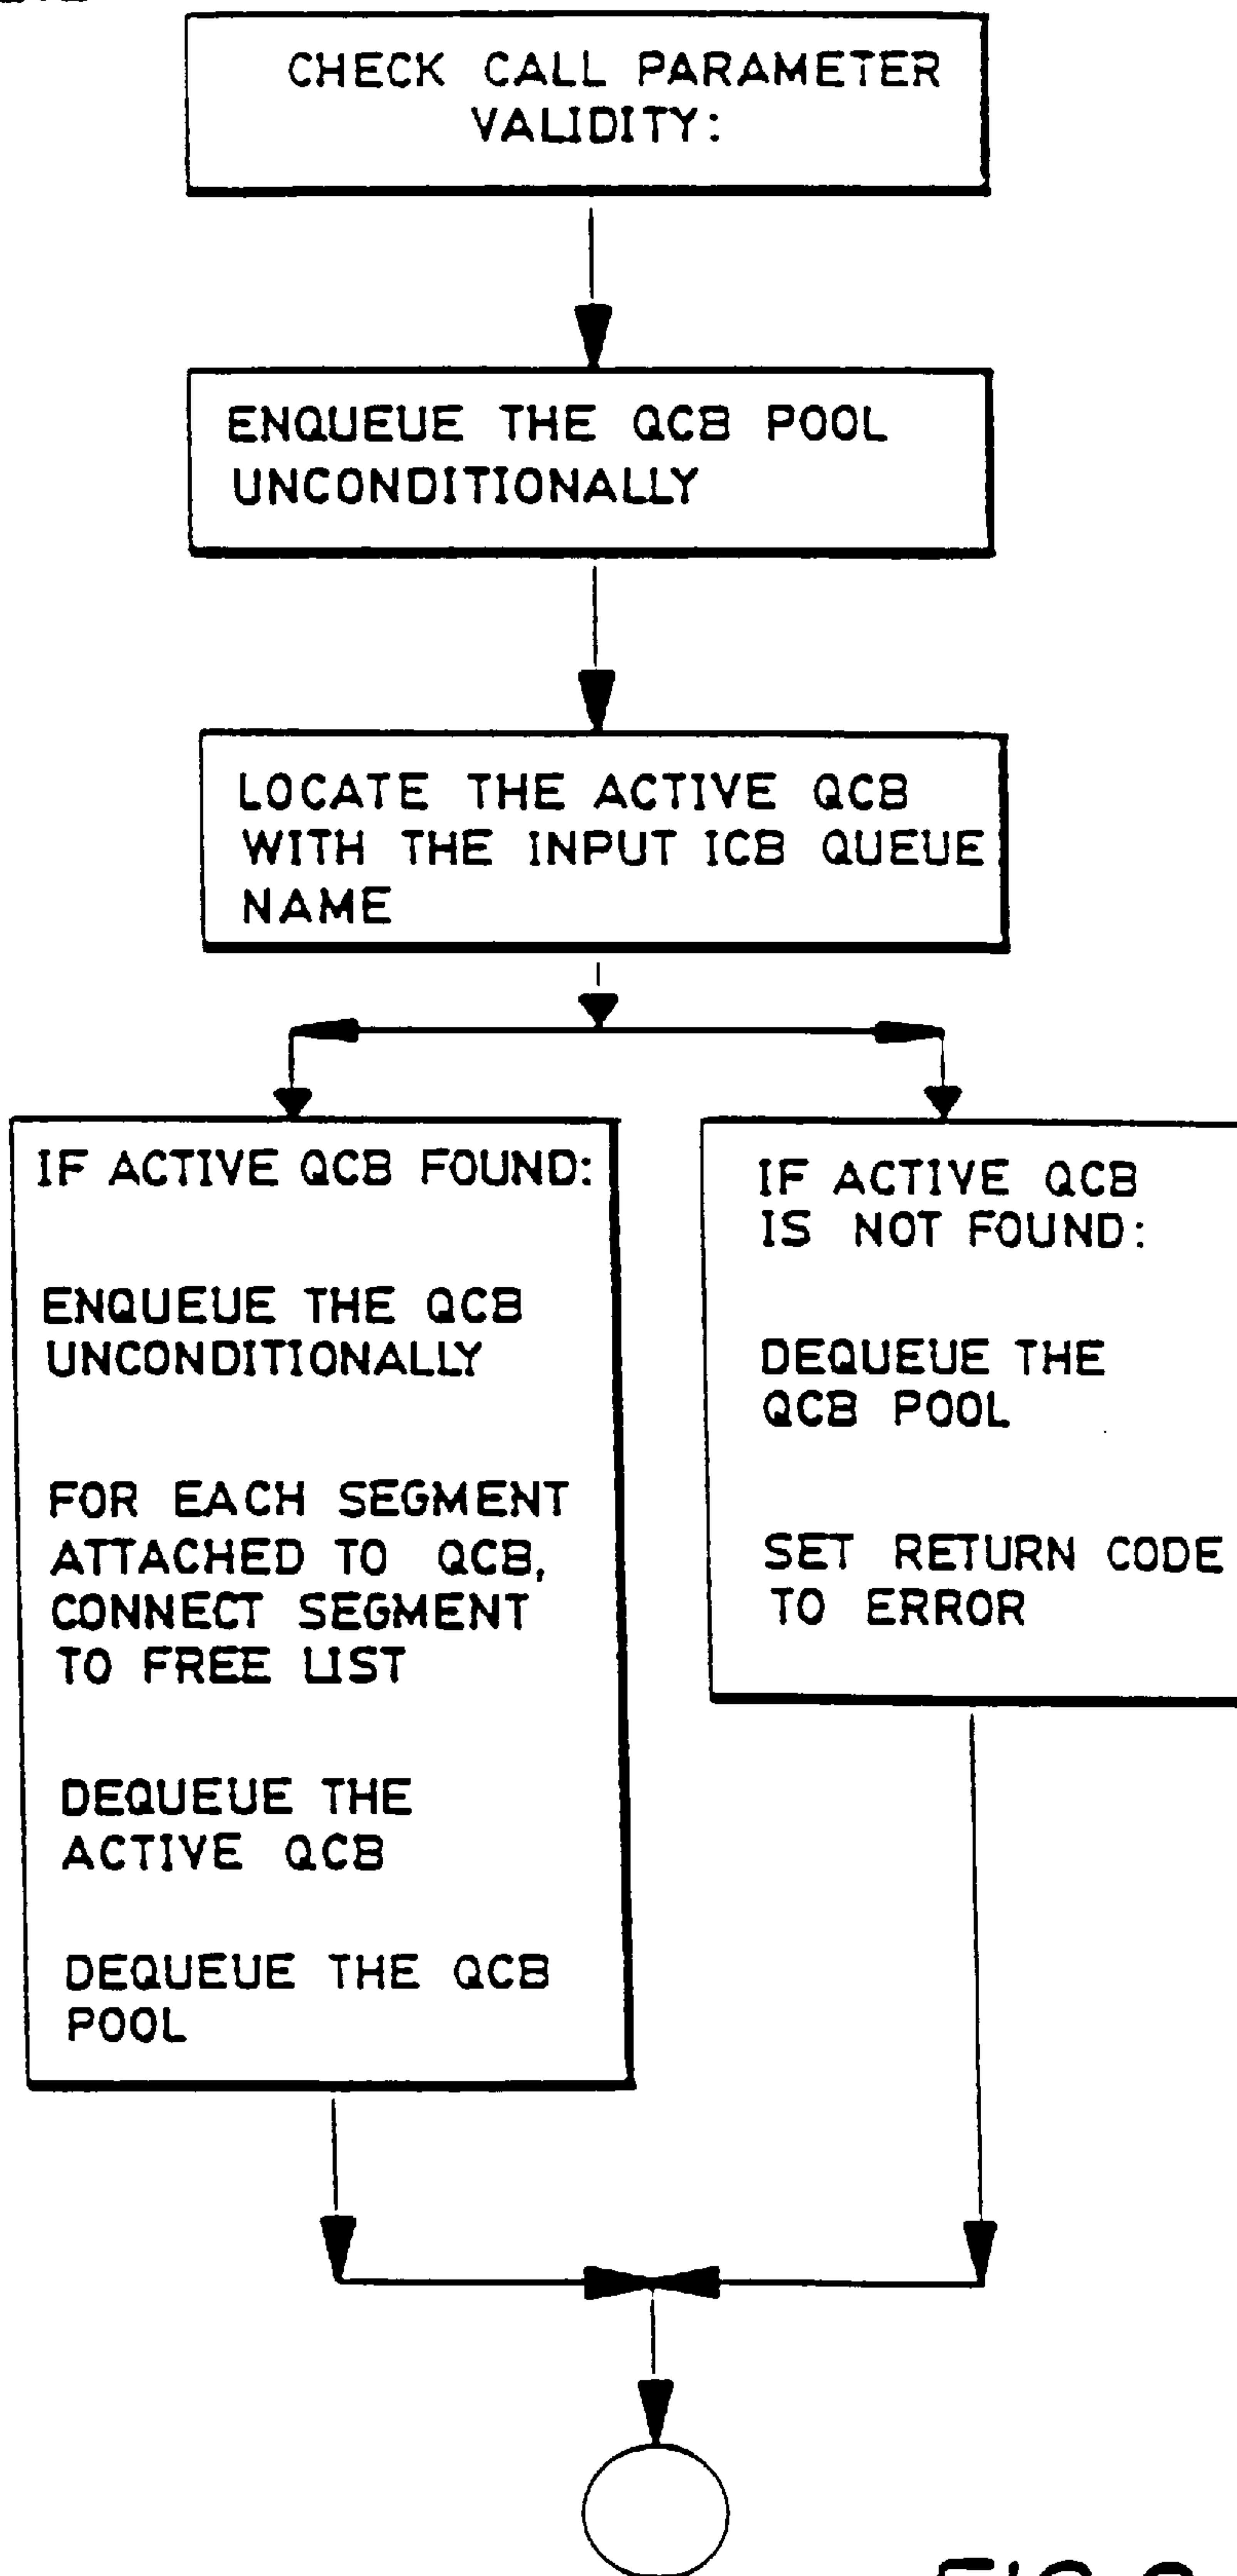 CHECK CALL PARAMETER
VALIDITY:
ENQUEUE THE QCB POOL
UNCONDITIONALLY
LOCATE THE ACTIVE QCB
WITH THE INPUT ICB QUEUE
NAME
IF ACTIVE QCB FOUND:
ENQUEUE THE QCB
UNCONDITIONALLY
FOR EACH SEGMENT
ATTACHED TO QCB,
CONNECT SEGMENT
TO FREE LIST
DEQUEUE THE
ACTIVE QCB
DEQUEUE THE QCB
POOL
IF ACTIVE QCB
IS NOT FOUND:
DEQUEUE THE
QCB POOL
SET RETURN CODE
TO ERROR